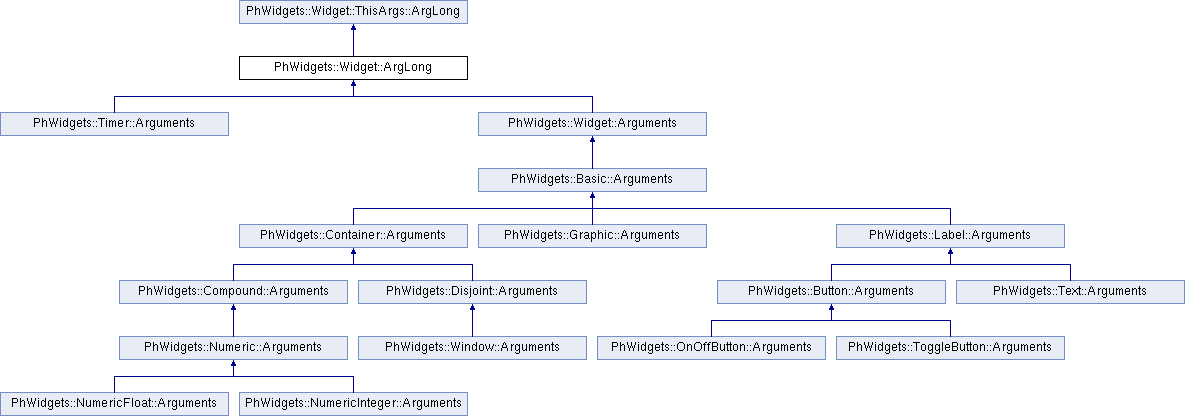 PhWidgets::Widget::ThisArgs::ArgLong
PhWidgets::Widget::ArgLong
PhWidgets::Timer::Arguments
PhWidgets::Widget::Arguments
PhWidgets::Basic::Arguments
PhWidgets::Container::Arguments
PhWidgets::Graphic::Arguments
PhWidgets::Label::Arguments
PhWidgets::Compound::Arguments
PhWidgets::Disjoint::Arguments
PhWidgets::Button::Arguments
PhWidgets::Text::Arguments
PhWidgets::Numeric::Arguments
PhWidgets::Window::Arguments
PhWidgets::OnOffButton::Arguments
PhWidgets::ToggleButton::Arguments
PhWidgets::NumericFloat::Arguments
PhWidgets::NumericInteger::Arguments